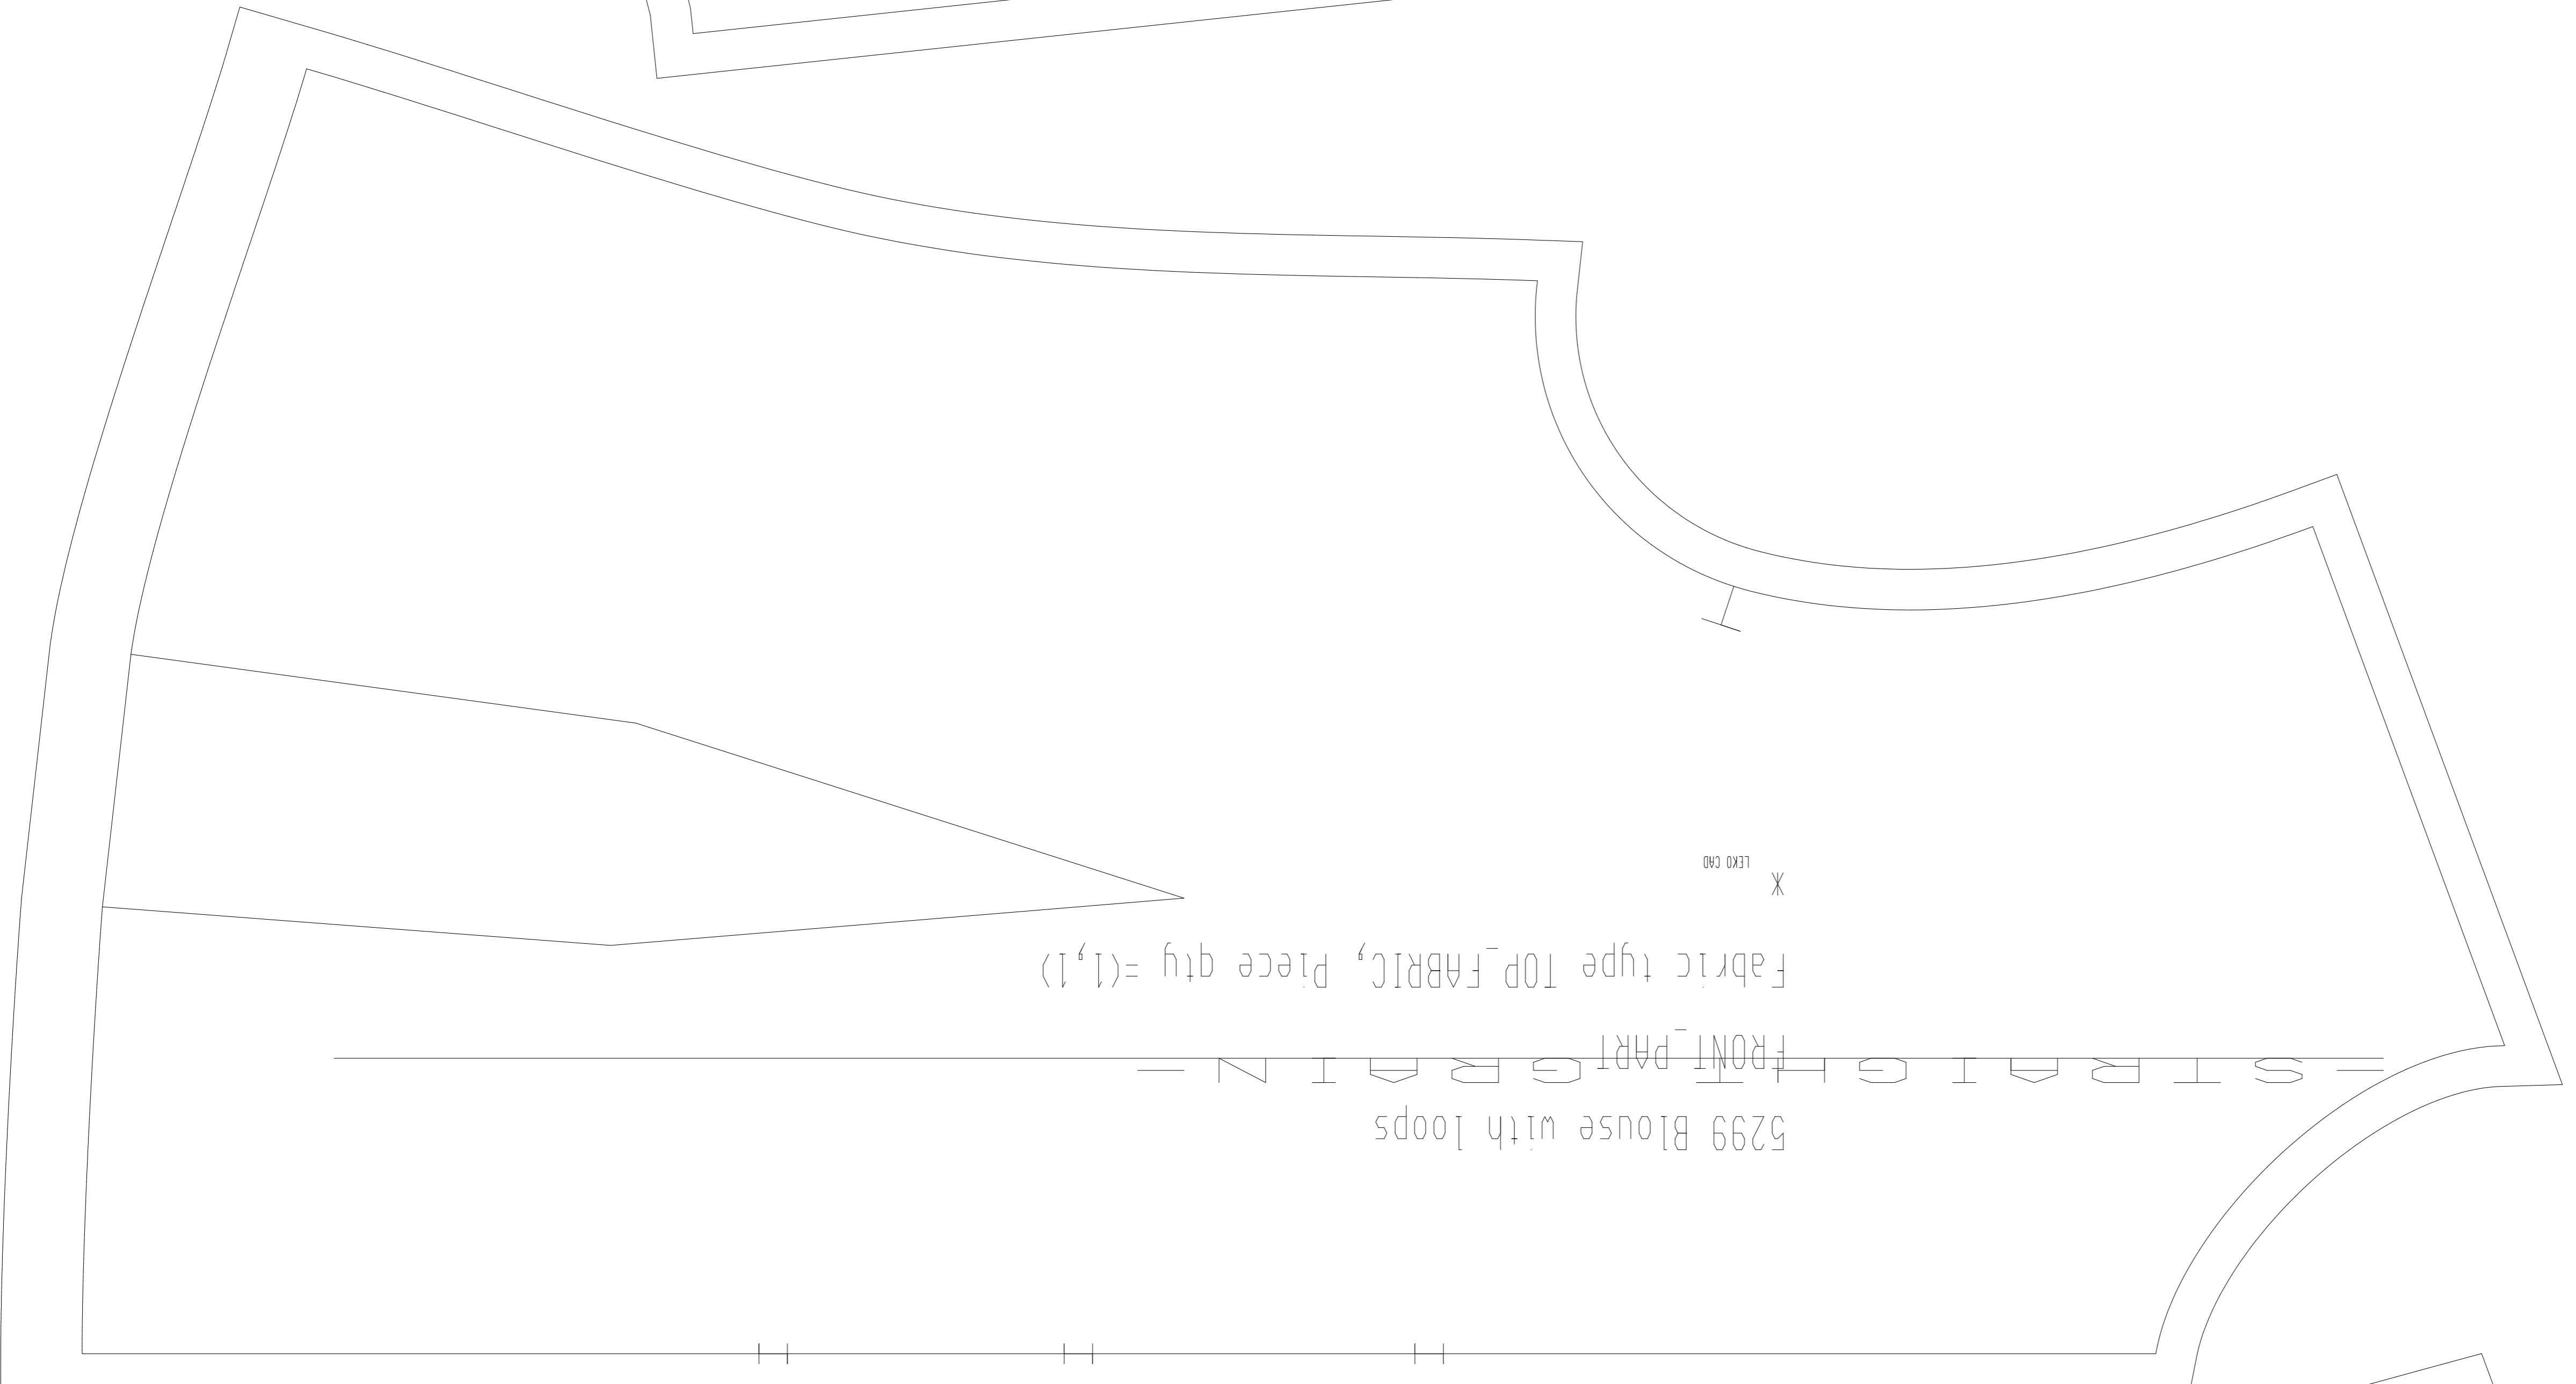 5299 Blouse with loops
-STRAIGHT GRAIN-
FRONT_PART
Fabric type TOP_FABRIC, Piece qty =(1,1)
LEKO CAD